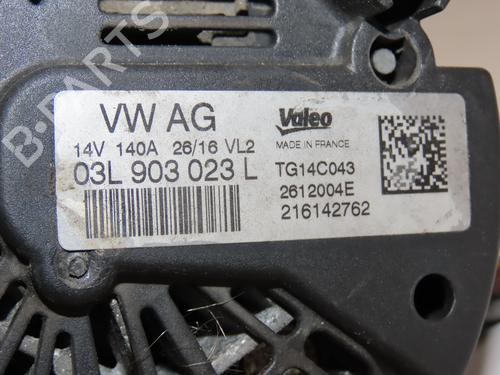 VW AG
14V 140A 26/16 VL2
03L 903 023 L
Valeo
MADE IN FRANCE
TG14C043
2612004E
216142762
B-PARTS